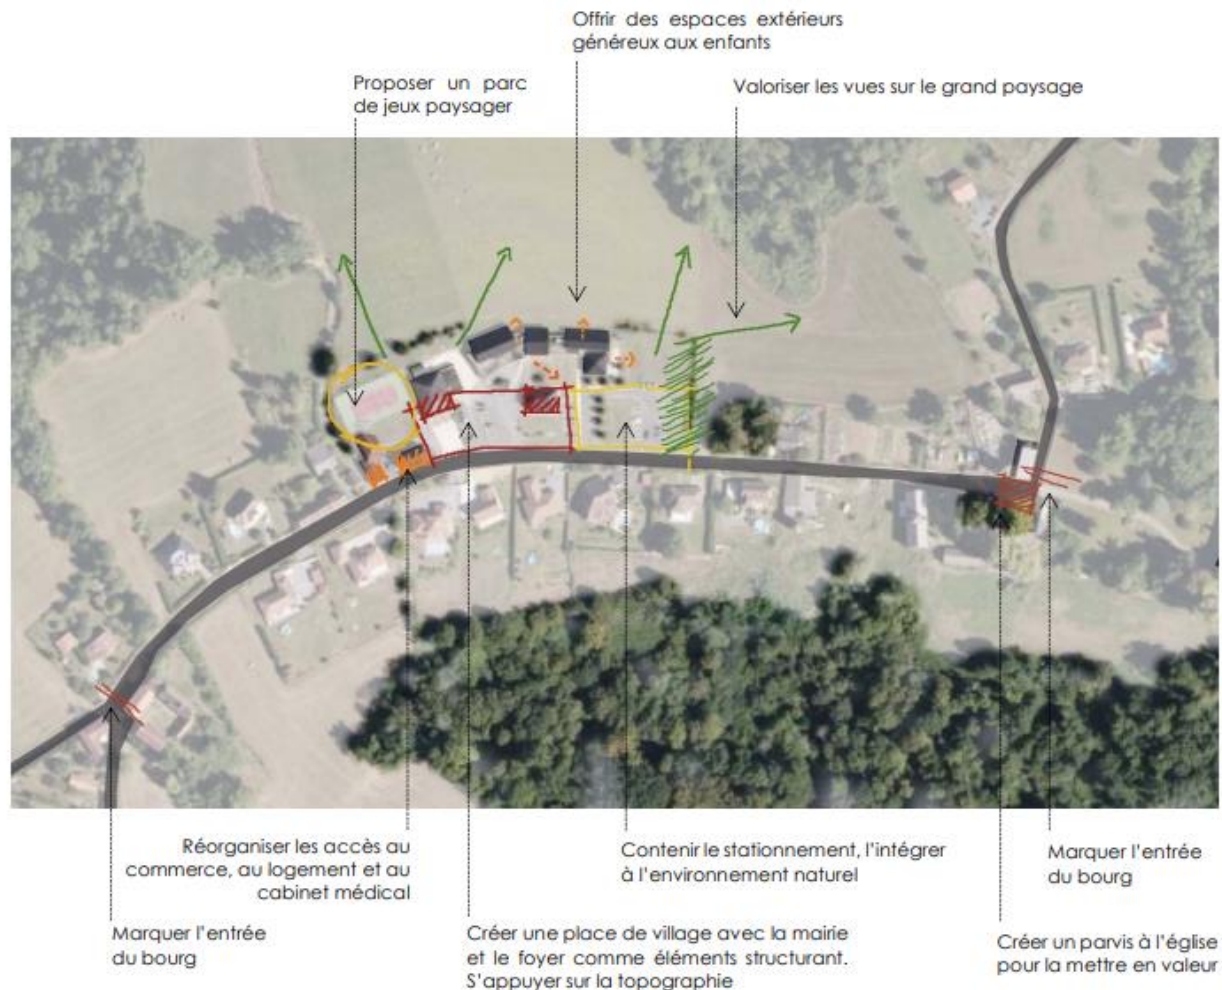 Offrir des espaces extérieurs
généreux aux enfants
Proposer un parc
de jeux paysager
Valoriser les vues sur le grand paysage
Réorganiser les accès au
commerce, au logement et au
cabinet médical
Contenir le stationnement, l'intégrer
à l'environnement naturel
Marquer l'entrée
du bourg
Marquer l'entrée
du bourg
Créer une place de village avec la mairie
et le foyer comme éléments structurant.
S'appuyer sur la topographie
Créer un parvis à l'église
pour la mettre en valeur